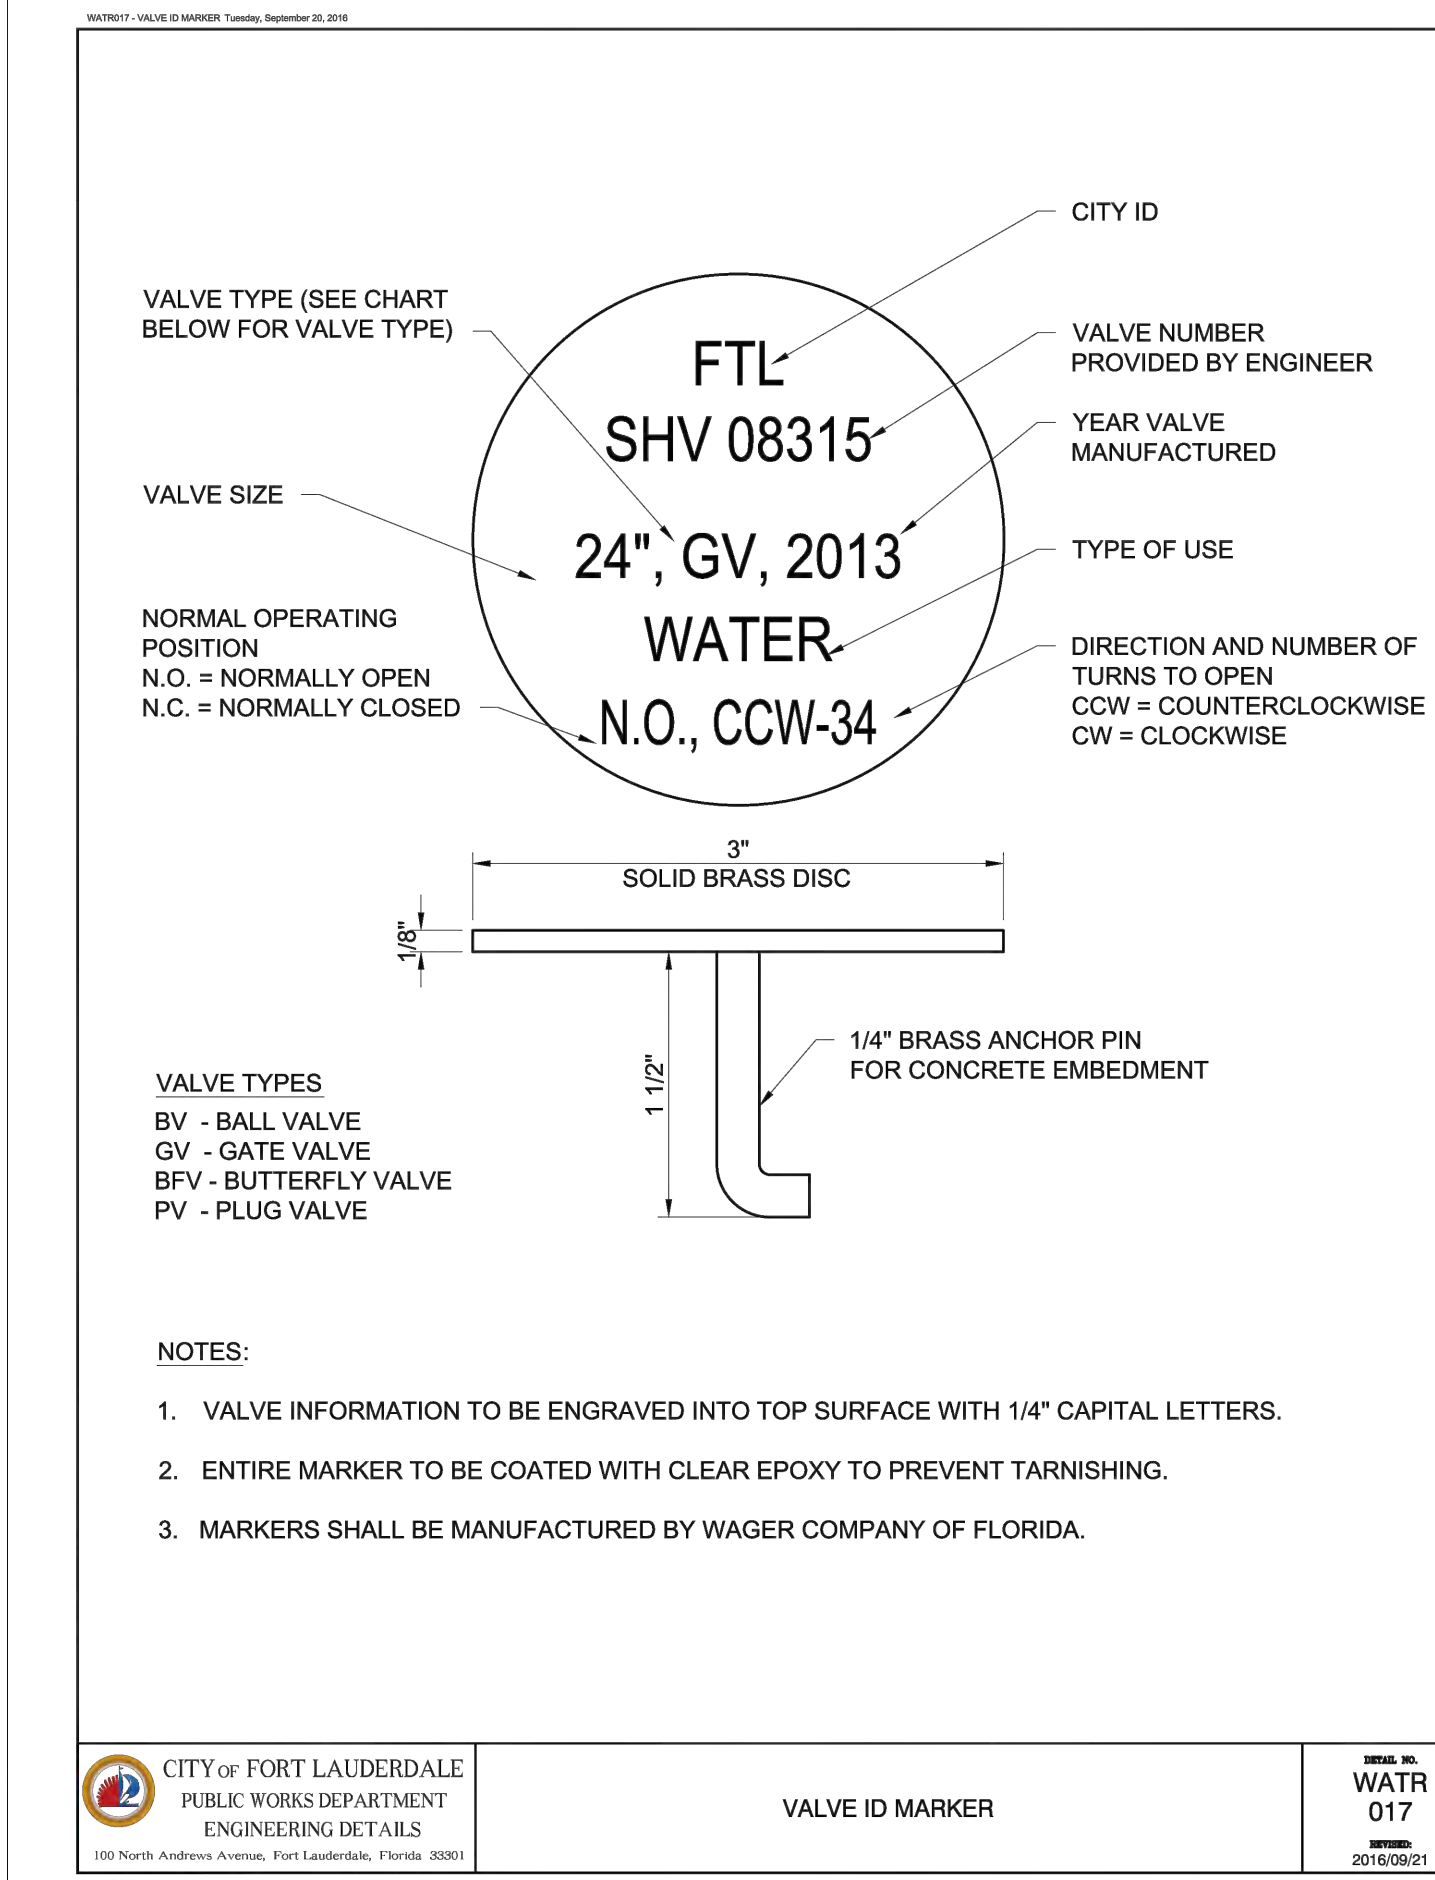 WATR017 - VALVE ID MARKER Tuesday, September 20, 2016
CITY ID
VALVE TYPE (SEE CHART
BELOW FOR VALVE TYPE)
VALVE NUMBER
PROVIDED BY ENGINEER
FTL
SHV 08315
YEAR VALVE
MANUFACTURED
VALVE SIZE
24", GV, 2013
TYPE OF USE
WATER
NORMAL OPERATING
POSITION
N.O. = NORMALLY OPEN
N.C. = NORMALLY CLOSED
DIRECTION AND NUMBER OF
TURNS TO OPEN
CCW = COUNTERCLOCKWISE
CW = CLOCKWISE
N.O., CCW-34
3"
SOLID BRASS DISC
1/8"
1 1/2"
1/4" BRASS ANCHOR PIN
FOR CONCRETE EMBEDMENT
VALVE TYPES
BV - BALL VALVE
GV - GATE VALVE
BFV - BUTTERFLY VALVE
PV - PLUG VALVE
NOTES:
1. VALVE INFORMATION TO BE ENGRAVED INTO TOP SURFACE WITH 1/4" CAPITAL LETTERS.
2. ENTIRE MARKER TO BE COATED WITH CLEAR EPOXY TO PREVENT TARNISHING.
3. MARKERS SHALL BE MANUFACTURED BY WAGER COMPANY OF FLORIDA.
CITY OF FORT LAUDERDALE
PUBLIC WORKS DEPARTMENT
ENGINEERING DETAILS
100 North Andrews Avenue, Fort Lauderdale, Florida 33301
VALVE ID MARKER
DETAIL NO.
WATR
017
REVISED:
2016/09/21